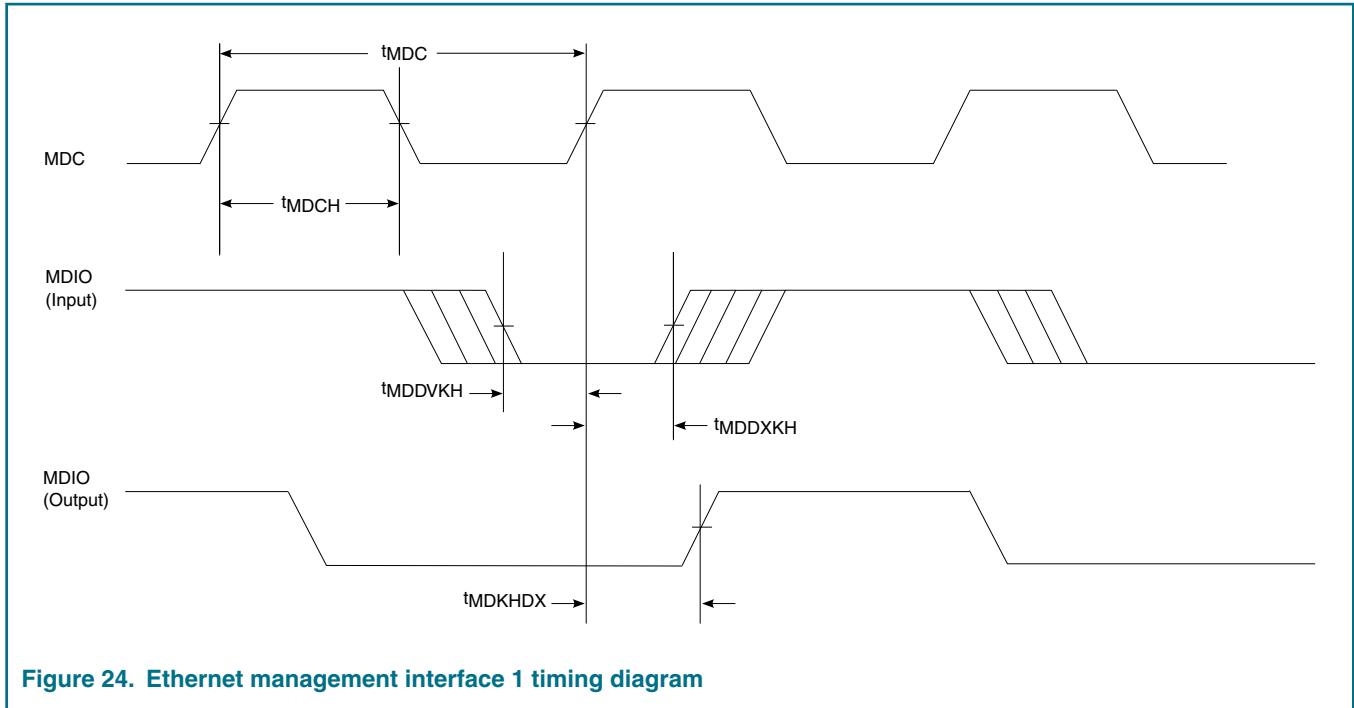 tMDC
MDC
tMDCH
MDIO
(Input)
tMDDVKH
tMDDXKH
MDIO
(Output)
tMDKHDX
Figure 24. Ethernet management interface 1 timing diagram